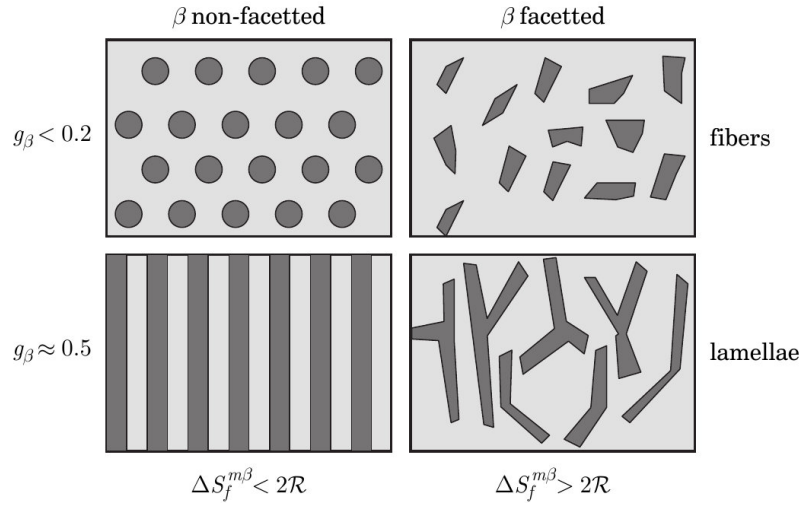 β non-facetted
β facetted
g_β < 0.2
fibers
g_β ≈ 0.5
lamellae
ΔS_f^{mβ} < 2ℛ
ΔS_f^{mβ} > 2ℛ